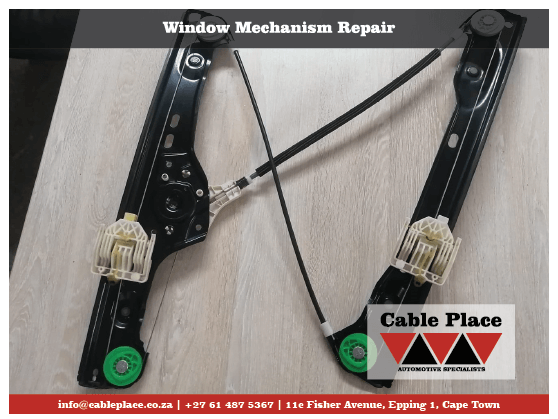 Window Mechanism Repair
Cable Place
AUTOMOTIVE SPECIALISTS
info@cableplace.co.za | +27 61 487 5367 | 11c Fisher Avenue, Epping 1, Cape Town